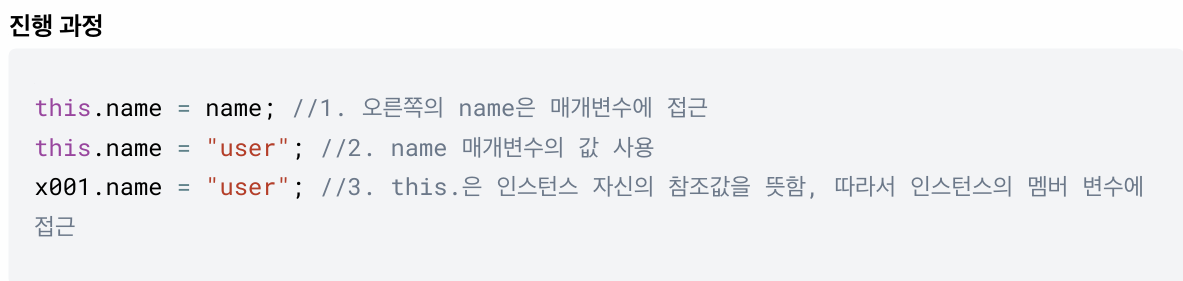 진행 과정
this.name = name; //1. 오른쪽의 name은 매개변수에 접근
this.name = "user"; //2. name 매개변수의 값 사용
x001.name = "user"; //3. this.은 인스턴스 자신의 참조값을 뜻함, 따라서 인스턴스의 멤버 변수에
접근